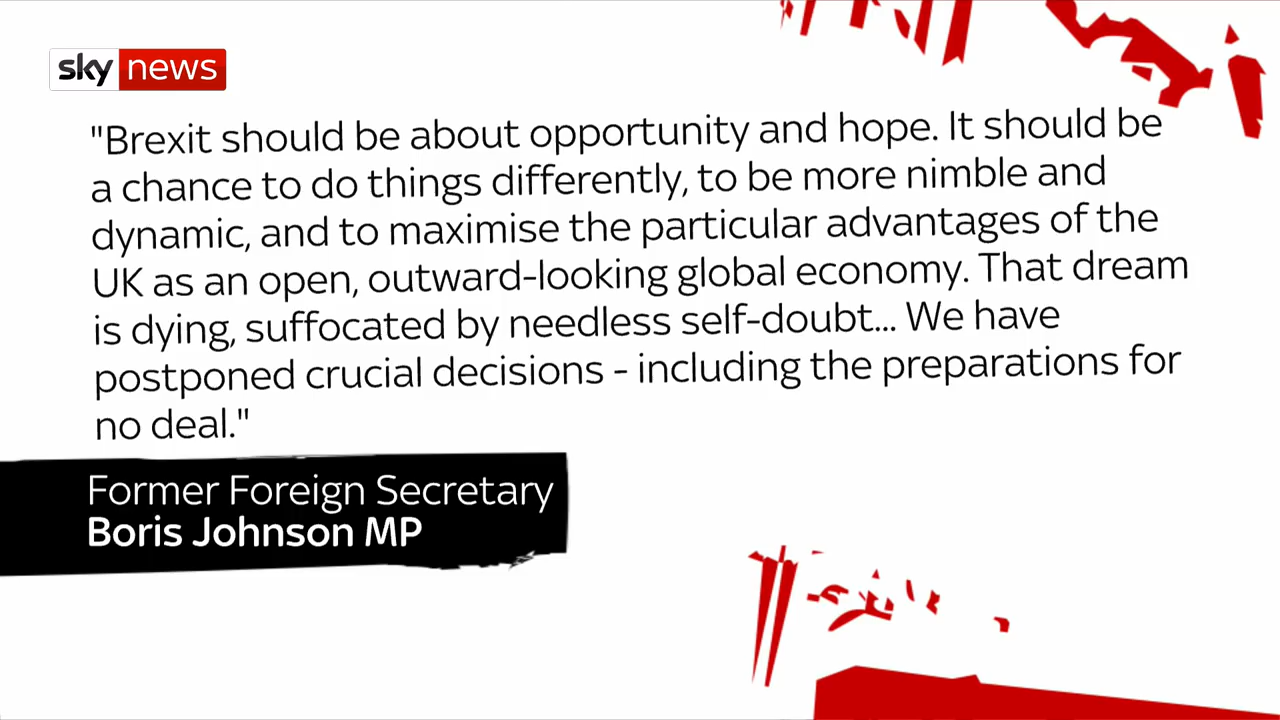 sky news
"Brexit should be about opportunity and hope. It should be
a chance to do things differently, to be more nimble and
dynamic, and to maximise the particular advantages of the
UK as an open, outward-looking global economy. That dream
is dying, suffocated by needless self-doubt... We have
postponed crucial decisions - including the preparations for
no deal."
Former Foreign Secretary
Boris Johnson MP